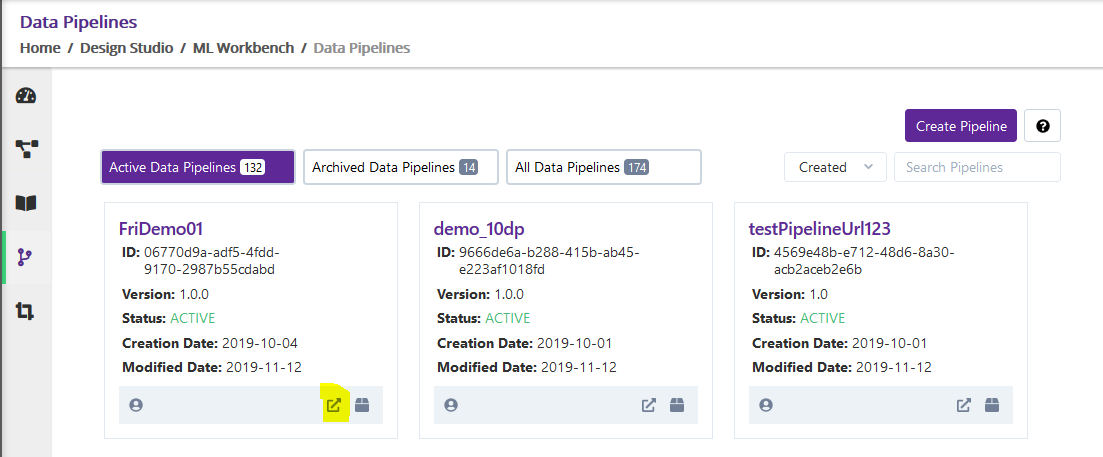 Data Pipelines
Home / Design Studio / ML Workbench / Data Pipelines
Create Pipeline
Active Data Pipelines 132
Archived Data Pipelines 14
All Data Pipelines 174
Created
Search Pipelines
FriDemo01
ID: 06770d9a-adf5-4fdd-
9170-2987b55cdabd
Version: 1.0.0
Status: ACTIVE
Creation Date: 2019-10-04
Modified Date: 2019-11-12
demo_10dp
ID: 9666de6a-b288-415b-ab45-
e223af1018fd
Version: 1.0.0
Status: ACTIVE
Creation Date: 2019-10-01
Modified Date: 2019-11-12
testPipelineUrl123
ID: 4569e48b-e712-48d6-8a30-
acb2aceb2e6b
Version: 1.0
Status: ACTIVE
Creation Date: 2019-10-01
Modified Date: 2019-11-12